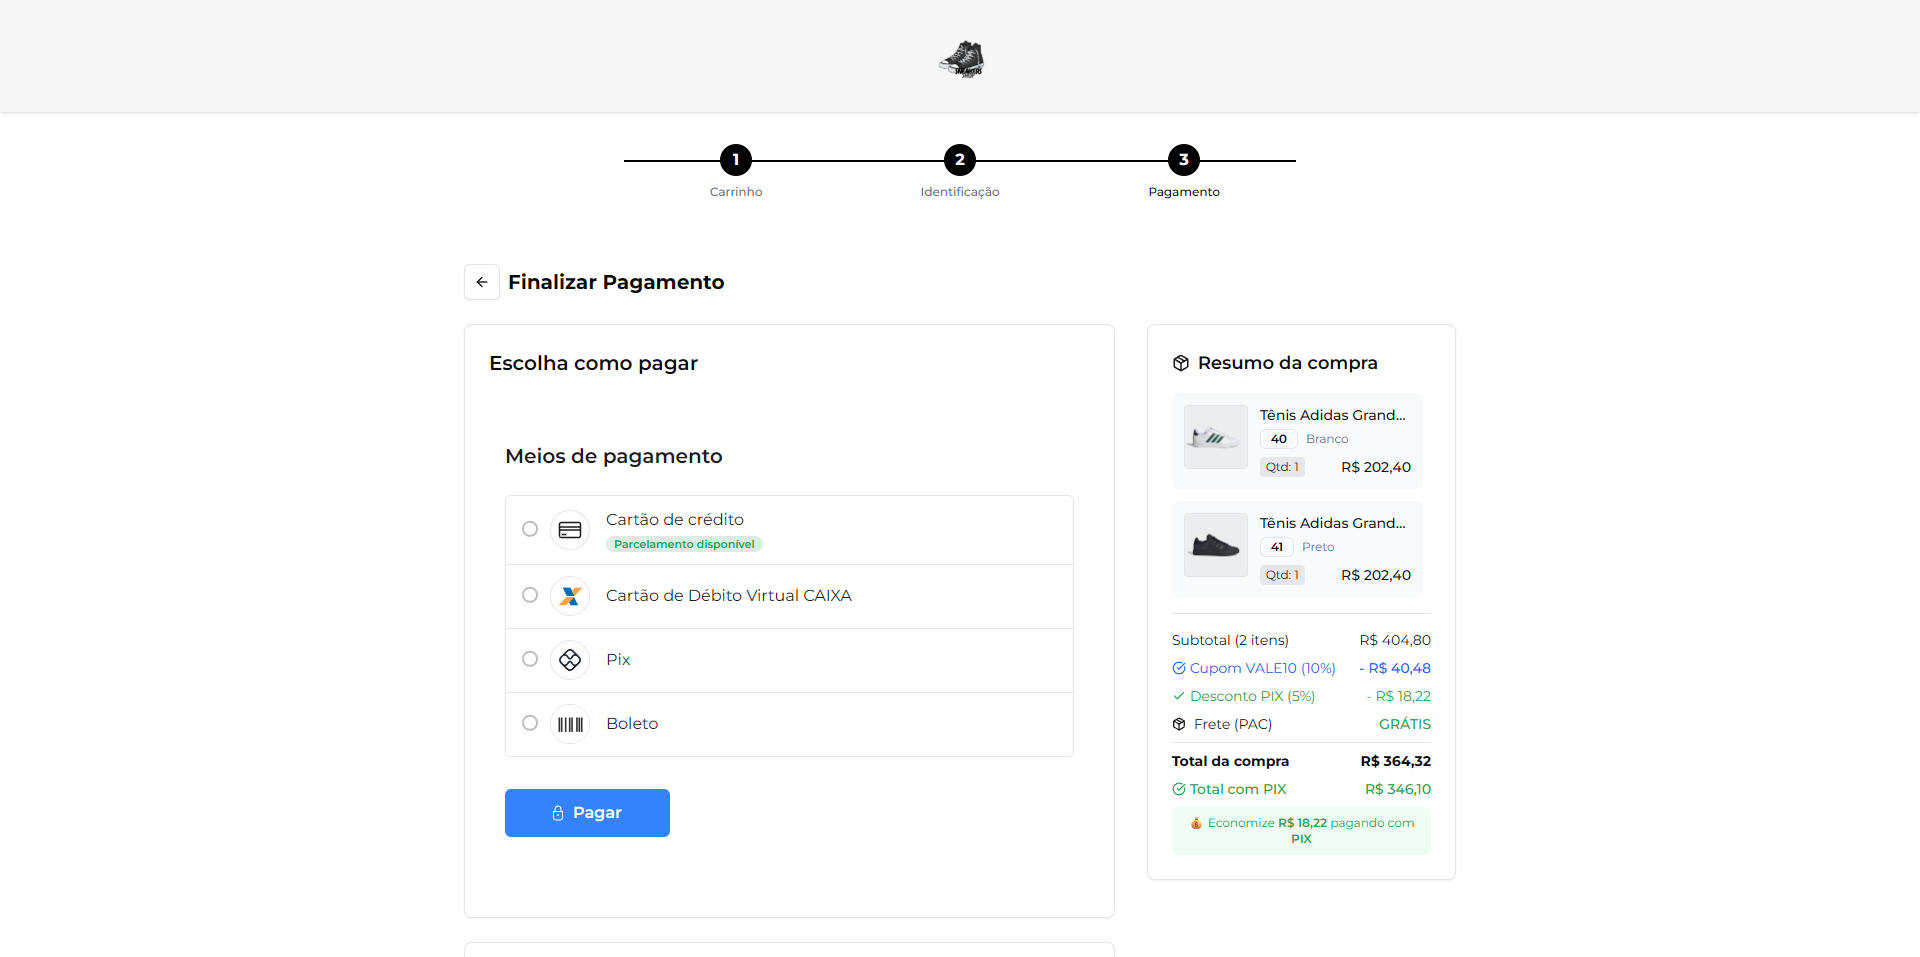 SNEAKERS
1
2
3
Carrinho
Identificação
Pagamento
Finalizar Pagamento
Escolha como pagar
Meios de pagamento
Cartão de crédito
Parcelamento disponível
Cartão de Débito Virtual CAIXA
Pix
Boleto
Pagar
Resumo da compra
Tênis Adidas Grand...
40 Branco
Qtd: 1 R$ 202,40
Tênis Adidas Grand...
41 Preto
Qtd: 1 R$ 202,40
Subtotal (2 itens) R$ 404,80
Cupom VALE10 (10%) - R$ 40,48
Desconto PIX (5%) - R$ 18,22
Frete (PAC) GRÁTIS
Total da compra R$ 364,32
Total com PIX R$ 346,10
Economize R$ 18,22 pagando com
PIX